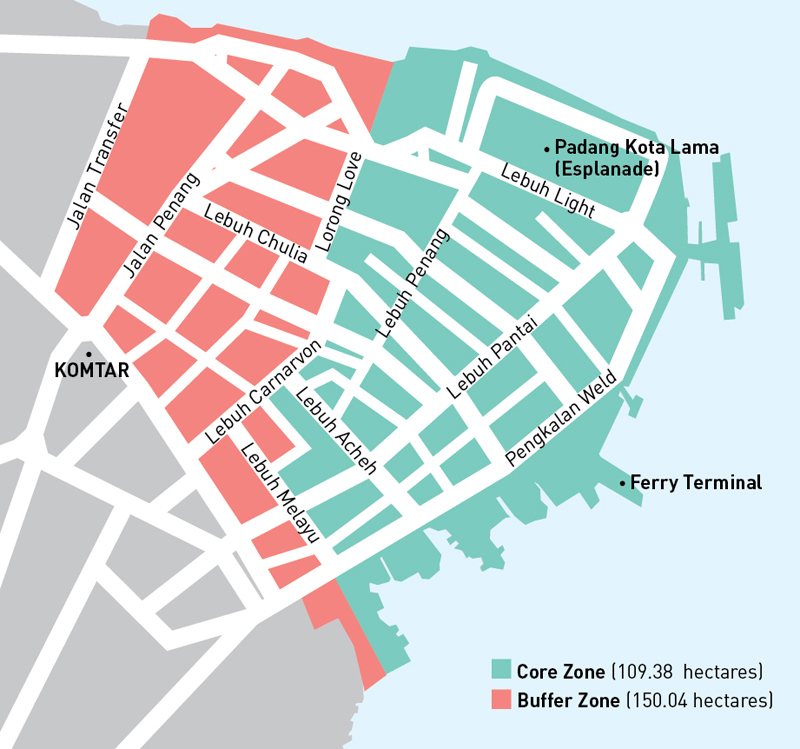 Jalan Transfer
Jalan Penang
Lebuh Chulia
Lorong Love
Padang Kota Lama
(Esplanade)
Lebuh Light
Lebuh Penang
Lebuh Pantai
KOMTAR
Lebuh Carnarvon
Lebuh Acheh
Pengkalan Weld
Lebuh Melayu
Ferry Terminal
Core Zone (109.38 hectares)
Buffer Zone (150.04 hectares)